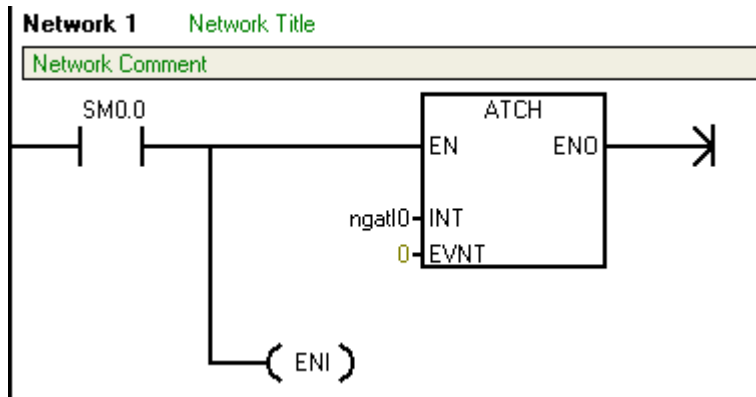 Network 1 Network Title
Network Comment
SM0.0
ATCH
EN ENO
ngatI0 INT
0 EVNT
ENI